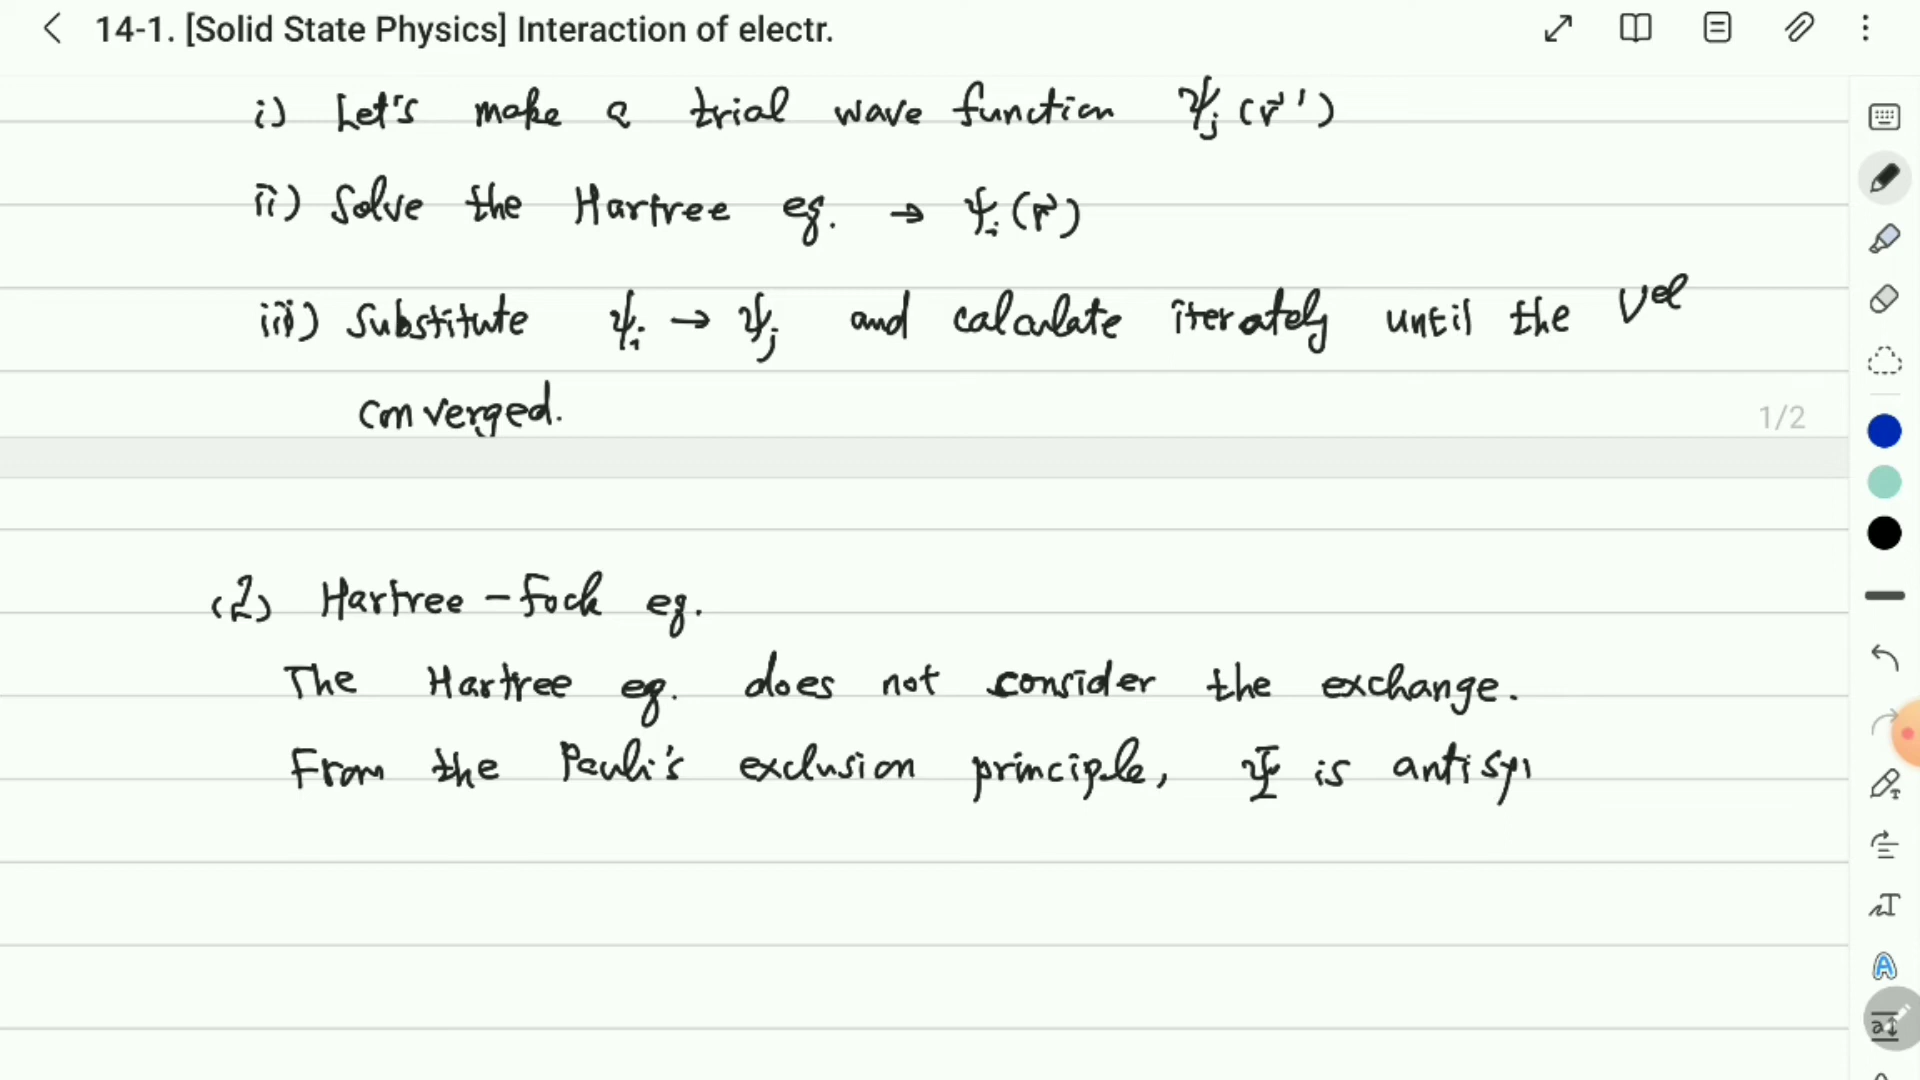 14-1. [Solid State Physics] Interaction of electr.
i) Let's make a trial wave function ψⱼ(r⃗')
ii) Solve the Hartree eq. → ψᵢ(r⃗)
iii) Substitute ψᵢ → ψⱼ and calculate iterately until the U^el
converged.
1/2
(2) Hartree - Fock eq.
The Hartree eq. does not consider the exchange.
From the Pauli's exclusion principle, Ψ is antisy